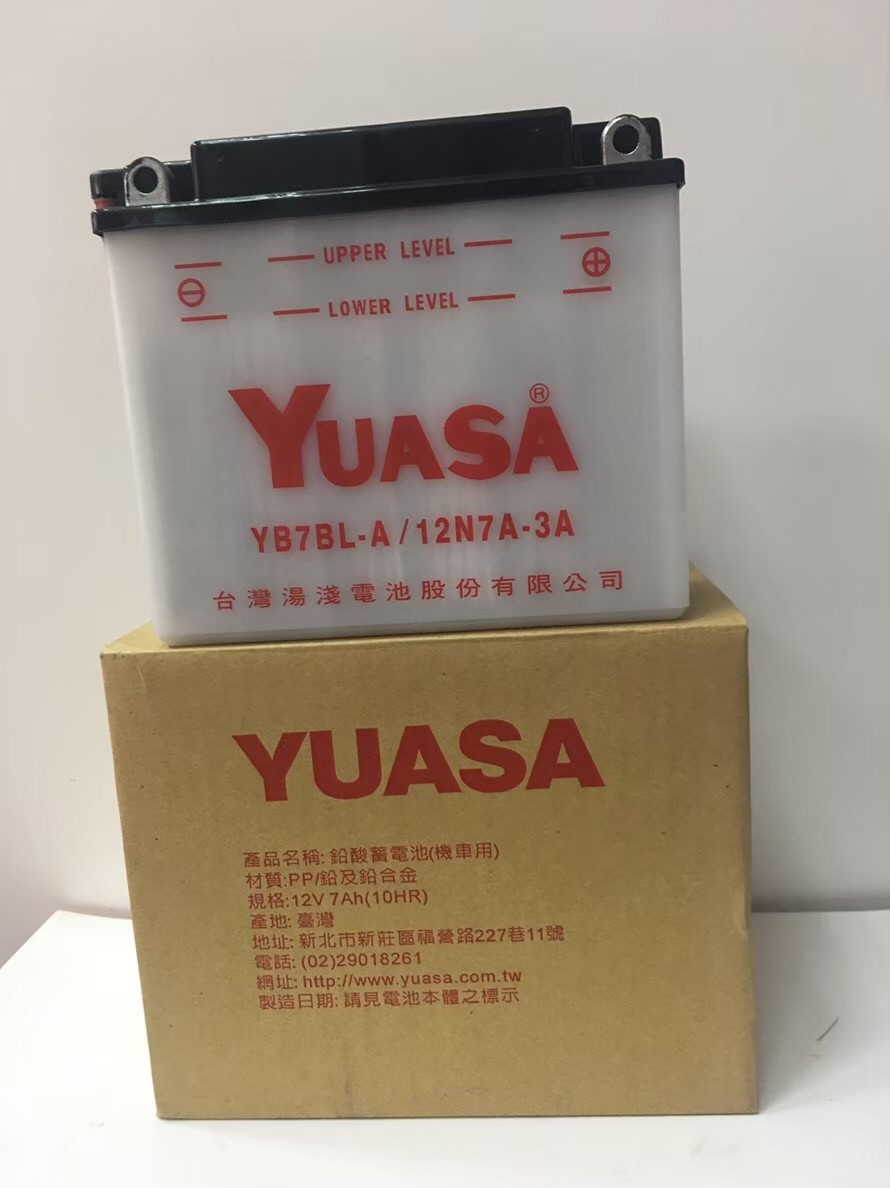 UPPER LEVEL
⊖ ⊕
LOWER LEVEL
YUASA®
YB7BL-A/12N7A-3A
台灣湯淺電池股份有限公司
YUASA
產品名稱: 鉛酸蓄電池(機車用)
材質:PP/鉛及鉛合金
規格:12V 7Ah(10HR)
產地: 臺灣
地址: 新北市新莊區福營路227巷11號
電話: (02)29018261
網址: http://www.yuasa.com.tw
製造日期: 請見電池本體之標示